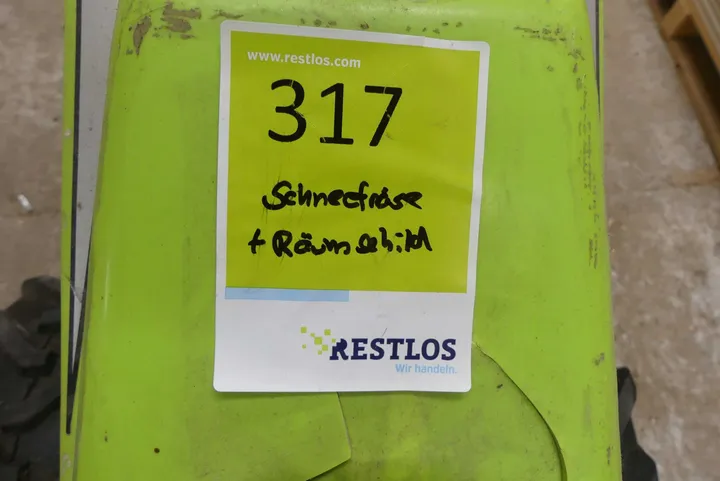 www.restlos.com
317
Schneefräse
+ Räumschild
RESTLOS
Wir handeln.